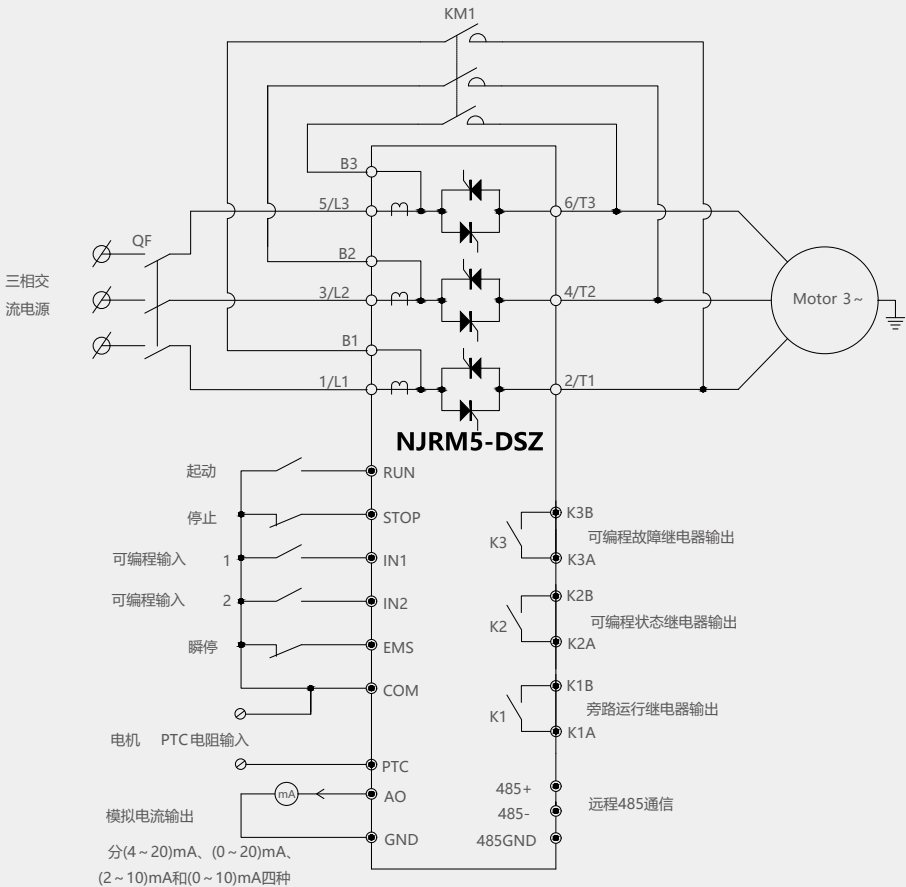 KM1
B3
5/L3
6/T3
QF
B2
三相交
流电源
3/L2
4/T2
Motor 3~
B1
1/L1
2/T1
NJRM5-DSZ
起动
RUN
停止
STOP
K3B
K3
可编程故障继电器输出
可编程输入 1
IN1
K3A
可编程输入 2
IN2
K2B
K2
可编程状态继电器输出
瞬停
EMS
K2A
COM
K1B
K1
旁路运行继电器输出
K1A
电机 PTC电阻输入
PTC
mA
AO
485+
远程485通信
模拟电流输出
485-
GND
485GND
分(4~20)mA、(0~20)mA、
(2~10)mA和(0~10)mA四种